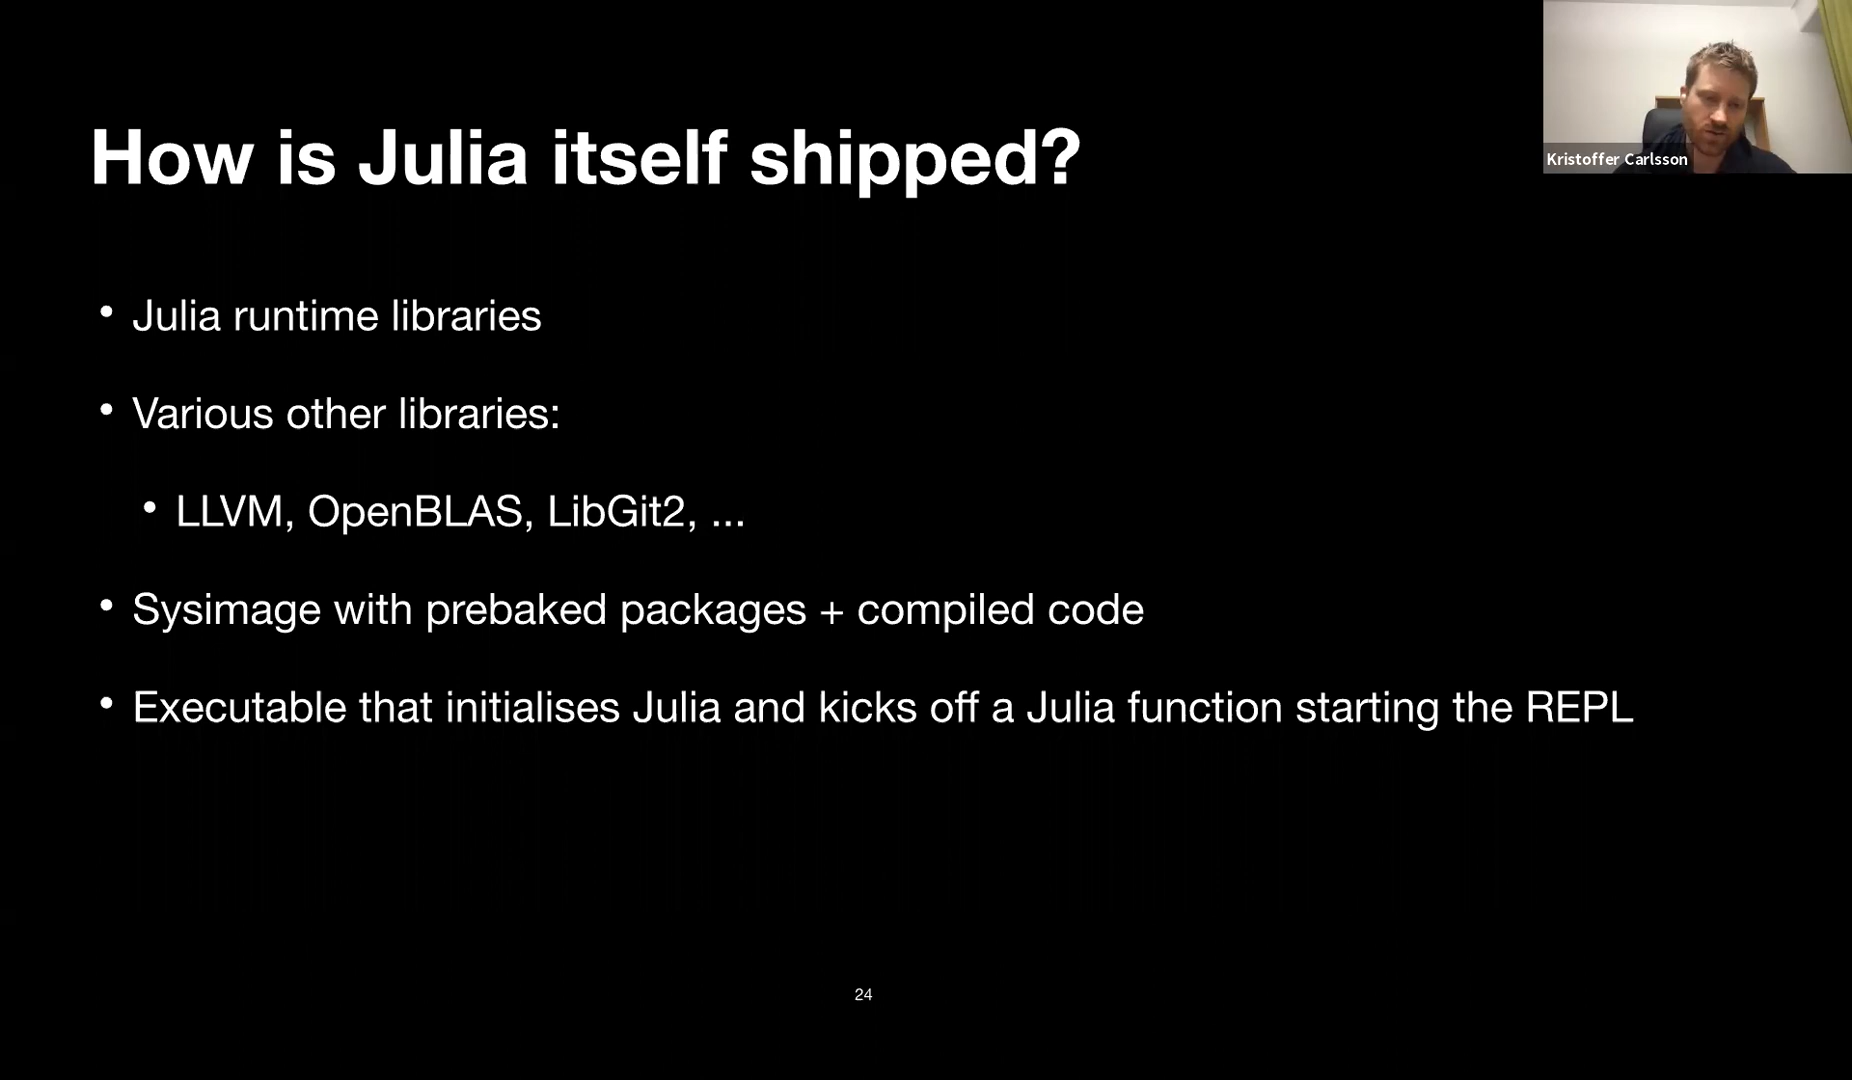 Kristoffer Carlsson
How is Julia itself shipped?
• Julia runtime libraries
• Various other libraries:
• LLVM, OpenBLAS, LibGit2, ...
• Sysimage with prebaked packages + compiled code
• Executable that initialises Julia and kicks off a Julia function starting the REPL
24